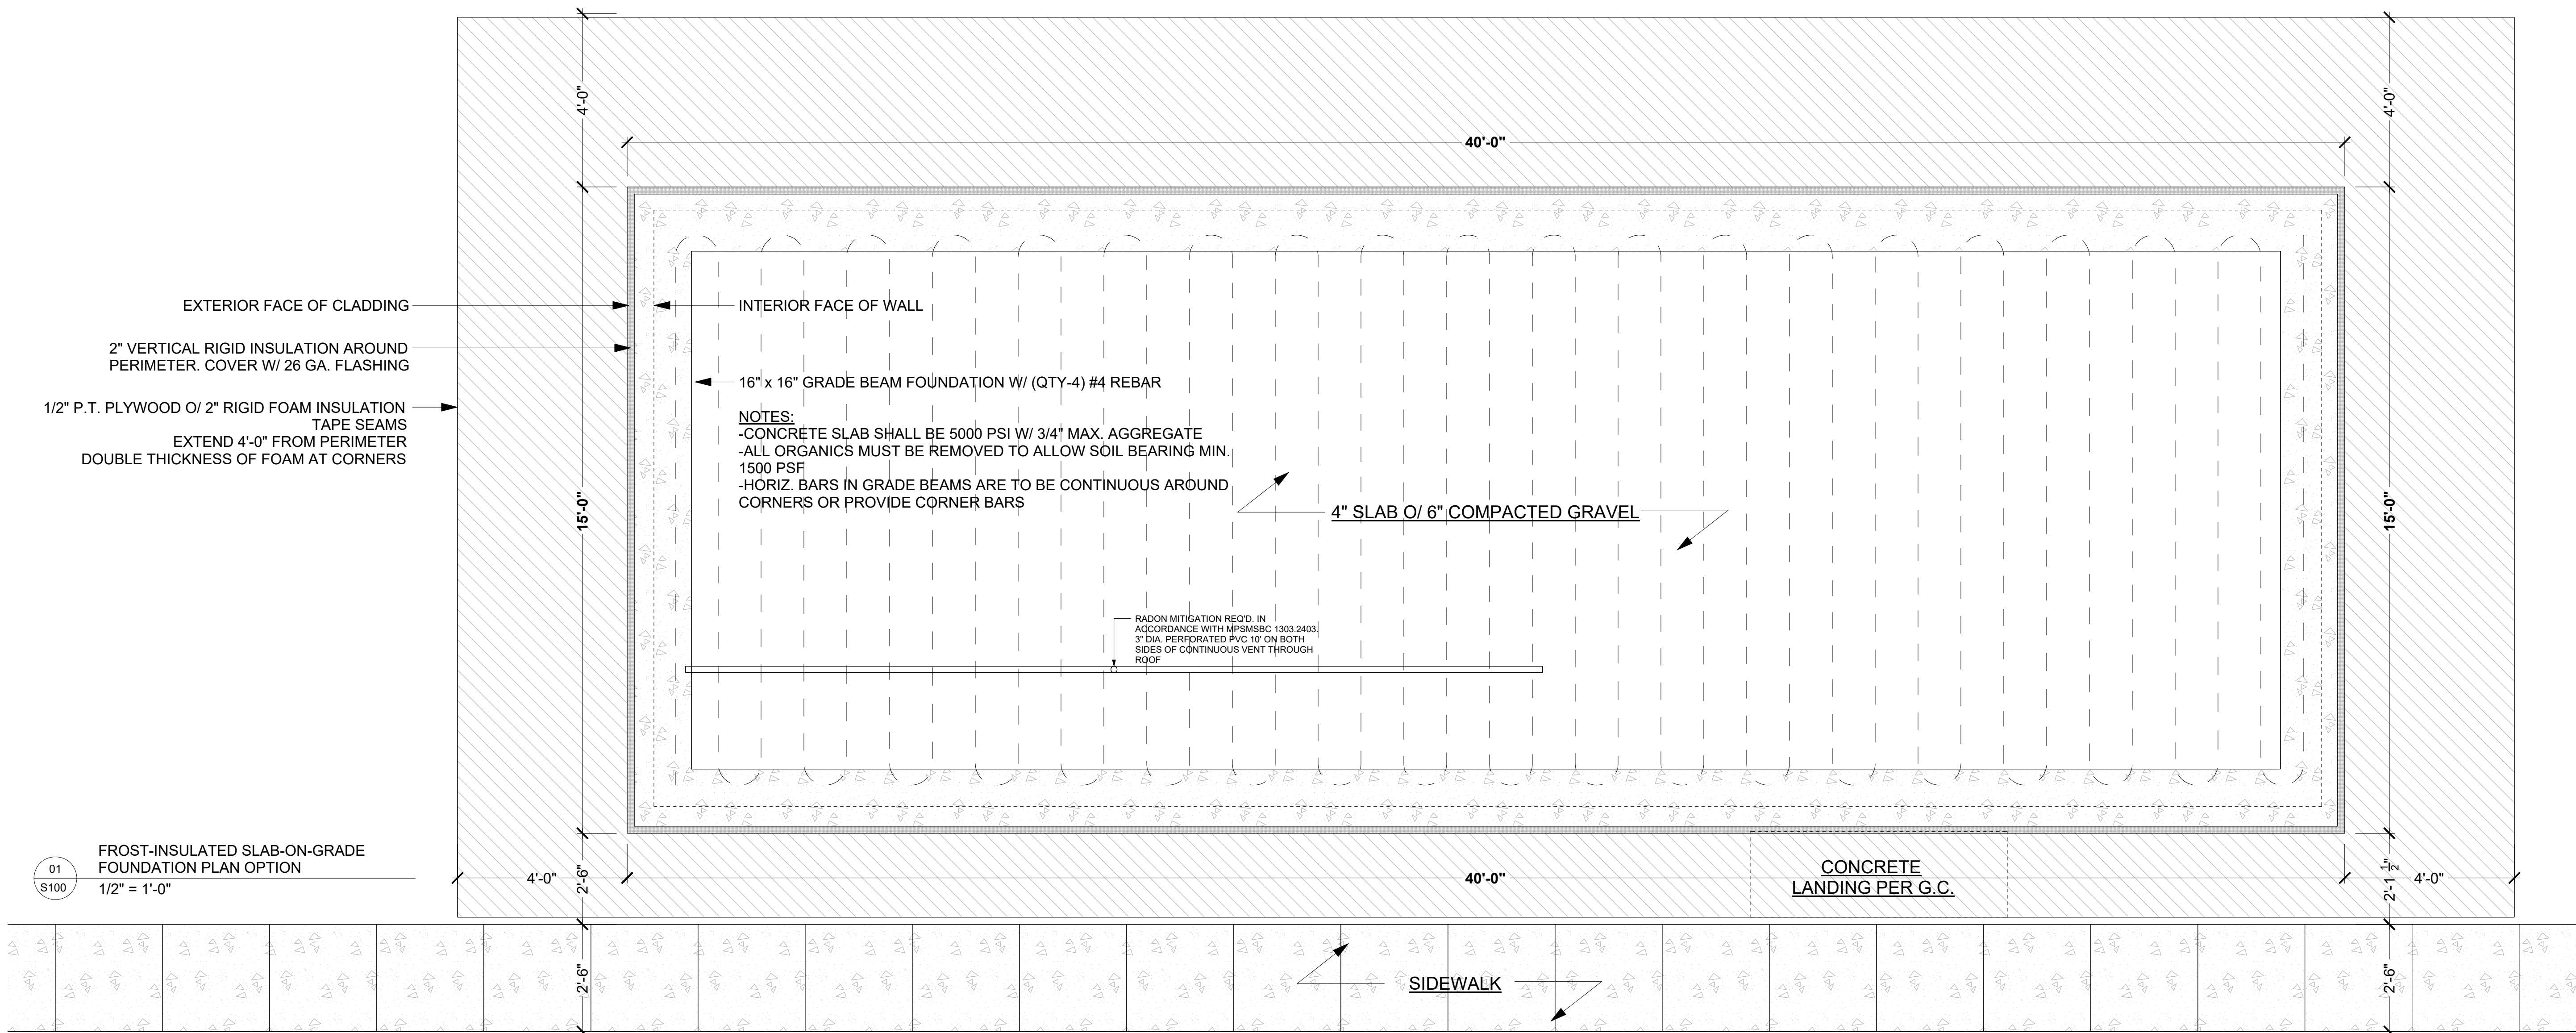 4'-0"
4'-0"
40'-0"
EXTERIOR FACE OF CLADDING
INTERIOR FACE OF WALL
2" VERTICAL RIGID INSULATION AROUND
PERIMETER. COVER W/ 26 GA. FLASHING
16" x 16" GRADE BEAM FOUNDATION W/ (QTY-4) #4 REBAR
1/2" P.T. PLYWOOD O/ 2" RIGID FOAM INSULATION
TAPE SEAMS
EXTEND 4'-0" FROM PERIMETER
DOUBLE THICKNESS OF FOAM AT CORNERS
NOTES:
-CONCRETE SLAB SHALL BE 5000 PSI W/ 3/4" MAX. AGGREGATE
-ALL ORGANICS MUST BE REMOVED TO ALLOW SOIL BEARING MIN.
1500 PSF
-HORIZ. BARS IN GRADE BEAMS ARE TO BE CONTINUOUS AROUND
CORNERS OR PROVIDE CORNER BARS
15'-0"
4" SLAB O/ 6" COMPACTED GRAVEL
15'-0"
RADON MITIGATION REQ'D. IN
ACCORDANCE WITH MPSMSBC 1303.2403.
3" DIA. PERFORATED PVC 10' ON BOTH
SIDES OF CONTINUOUS VENT THROUGH
ROOF
01
S100
FROST-INSULATED SLAB-ON-GRADE
FOUNDATION PLAN OPTION
1/2" = 1'-0"
4'-0"
2'-6"
40'-0"
CONCRETE
LANDING PER G.C.
2'-1 1/2"
4'-0"
2'-6"
SIDEWALK
2'-6"